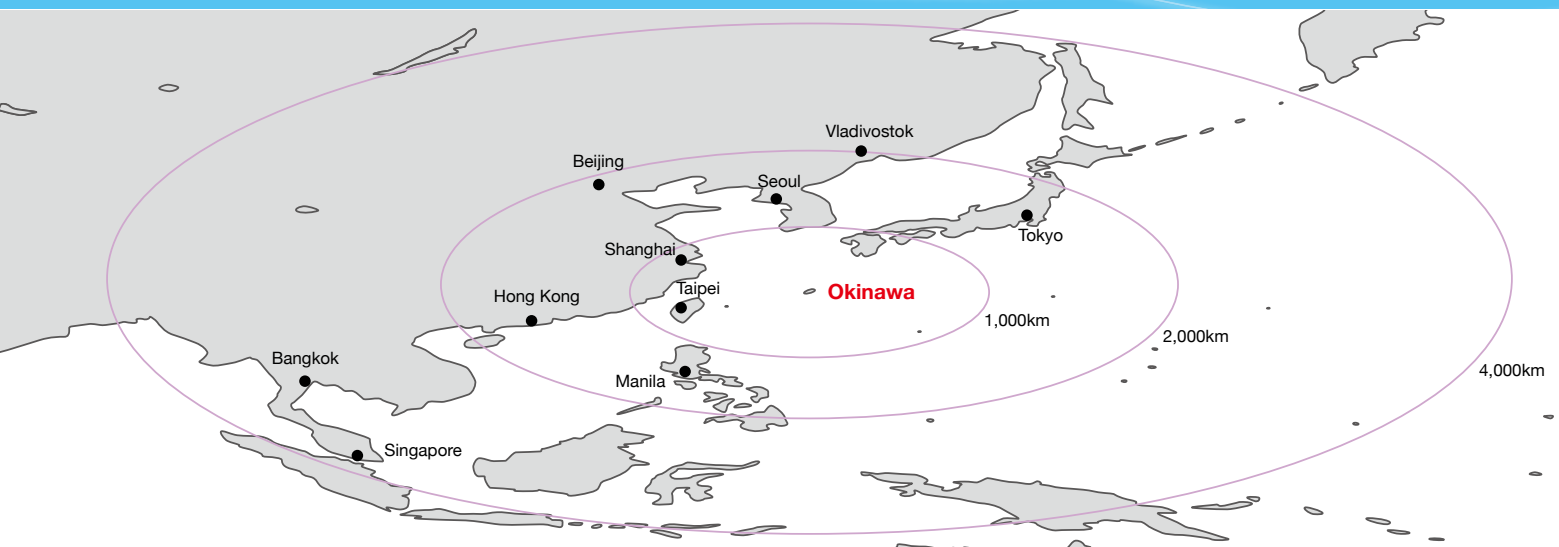 Vladivostok
Beijing
Seoul
Tokyo
Shanghai
Taipei
Okinawa
Hong Kong
1,000km
2,000km
Bangkok
4,000km
Manila
Singapore